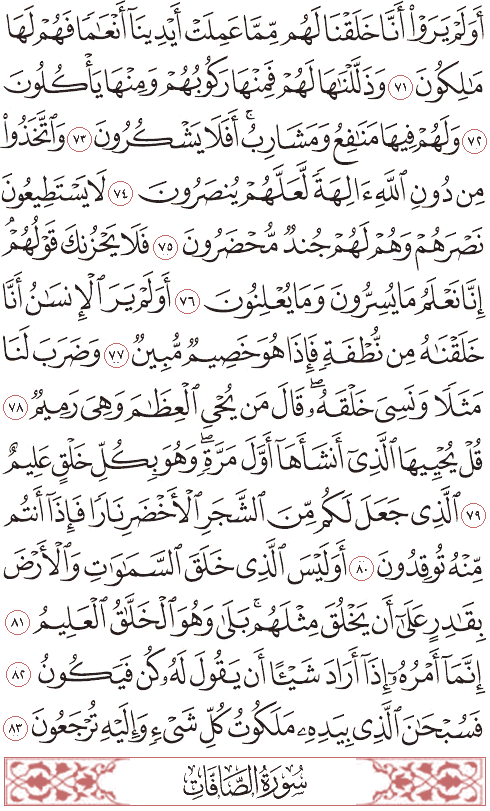 أَوَلَمْ يَرَوْا۟ أَنَّا خَلَقْنَا لَهُم مِّمَّا عَمِلَتْ أَيْدِينَآ أَنْعَٰمًا فَهُمْ لَهَا
مَٰلِكُونَ ٧١ وَذَلَّلْنَٰهَا لَهُمْ فَمِنْهَا رَكُوبُهُمْ وَمِنْهَا يَأْكُلُونَ
٧٢ وَلَهُمْ فِيهَا مَنَٰفِعُ وَمَشَارِبُ ۚ أَفَلَا يَشْكُرُونَ ٧٣ وَٱتَّخَذُوا۟
مِن دُونِ ٱللَّهِ ءَالِهَةً لَّعَلَّهُمْ يُنصَرُونَ ٧٤ لَا يَسْتَطِيعُونَ
نَصْرَهُمْ وَهُمْ لَهُمْ جُندٌ مُّحْضَرُونَ ٧٥ فَلَا يَحْزُنكَ قَوْلُهُمْ ۘ
إِنَّا نَعْلَمُ مَا يُسِرُّونَ وَمَا يُعْلِنُونَ ٧٦ أَوَلَمْ يَرَ ٱلْإِنسَٰنُ أَنَّا
خَلَقْنَٰهُ مِن نُّطْفَةٍ فَإِذَا هُوَ خَصِيمٌ مُّبِينٌ ٧٧ وَضَرَبَ لَنَا
مَثَلًا وَنَسِىَ خَلْقَهُۥ ۖ قَالَ مَن يُحْىِ ٱلْعِظَٰمَ وَهِىَ رَمِيمٌ ٧٨
قُلْ يُحْيِيهَا ٱلَّذِىٓ أَنشَأَهَآ أَوَّلَ مَرَّةٍ ۖ وَهُوَ بِكُلِّ خَلْقٍ عَلِيمٌ
٧٩ ٱلَّذِى جَعَلَ لَكُم مِّنَ ٱلشَّجَرِ ٱلْأَخْضَرِ نَارًا فَإِذَآ أَنتُم
مِّنْهُ تُوقِدُونَ ٨٠ أَوَلَيْسَ ٱلَّذِى خَلَقَ ٱلسَّمَٰوَٰتِ وَٱلْأَرْضَ
بِقَٰدِرٍ عَلَىٰٓ أَن يَخْلُقَ مِثْلَهُم ۚ بَلَىٰ وَهُوَ ٱلْخَلَّٰقُ ٱلْعَلِيمُ ٨١
إِنَّمَآ أَمْرُهُۥٓ إِذَآ أَرَادَ شَيْـًٔا أَن يَقُولَ لَهُۥ كُن فَيَكُونُ ٨٢
فَسُبْحَٰنَ ٱلَّذِى بِيَدِهِۦ مَلَكُوتُ كُلِّ شَىْءٍ وَإِلَيْهِ تُرْجَعُونَ ٨٣
سُورَةُ ٱلصَّافَّاتِ